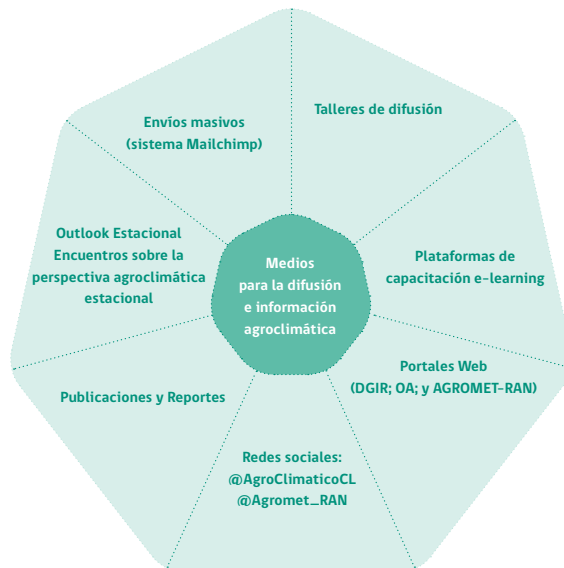 Talleres de difusión
Envíos masivos
(sistema Mailchimp)
Outlook Estacional
Encuentros sobre la
perspectiva agroclimática
estacional
Plataformas de
capacitación e-learning
Medios
para la difusión
e información
agroclimática
Portales Web
(DGIR; OA; y AGROMET-RAN)
Publicaciones y Reportes
Redes sociales:
@AgroClimaticoCL
@Agromet_RAN